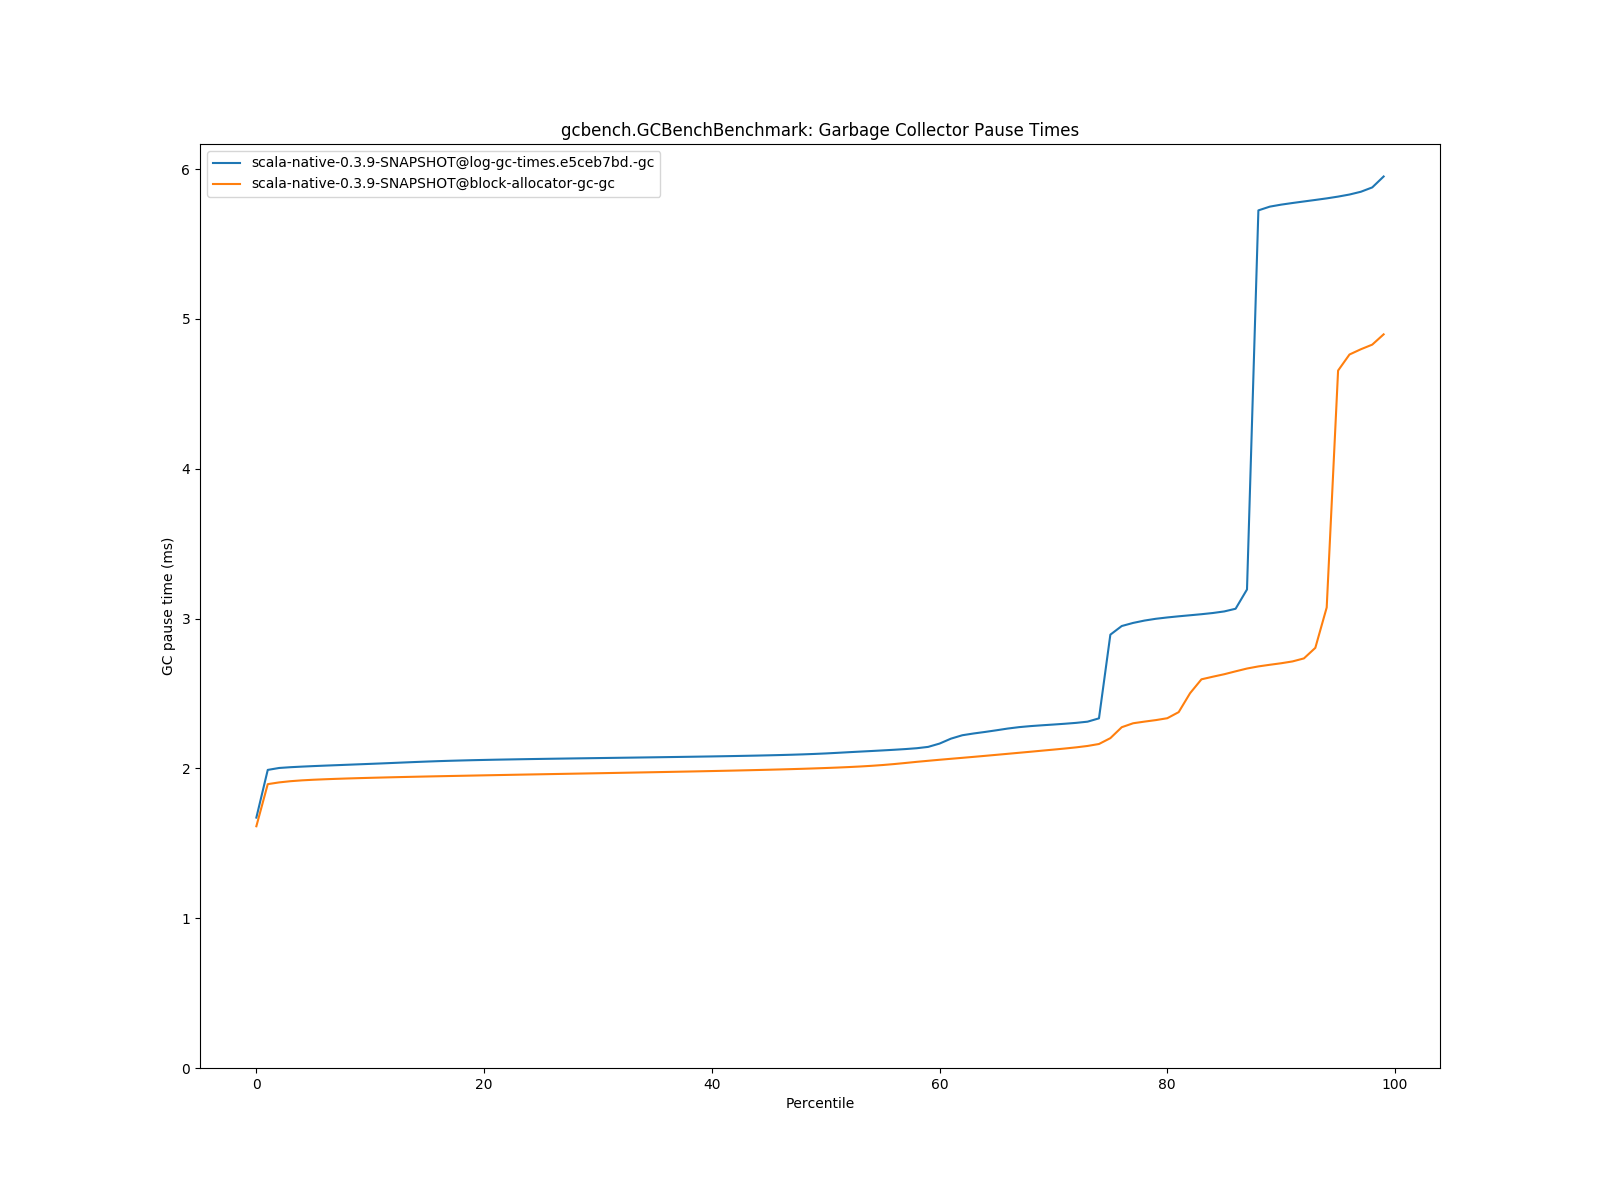 gcbench.GCBenchBenchmark: Garbage Collector Pause Times
scala-native-0.3.9-SNAPSHOT@log-gc-times.e5ceb7bd.-gc
scala-native-0.3.9-SNAPSHOT@block-allocator-gc-gc
6
5
4
3
2
1
0
GC pause time (ms)
0 20 40 60 80 100
Percentile